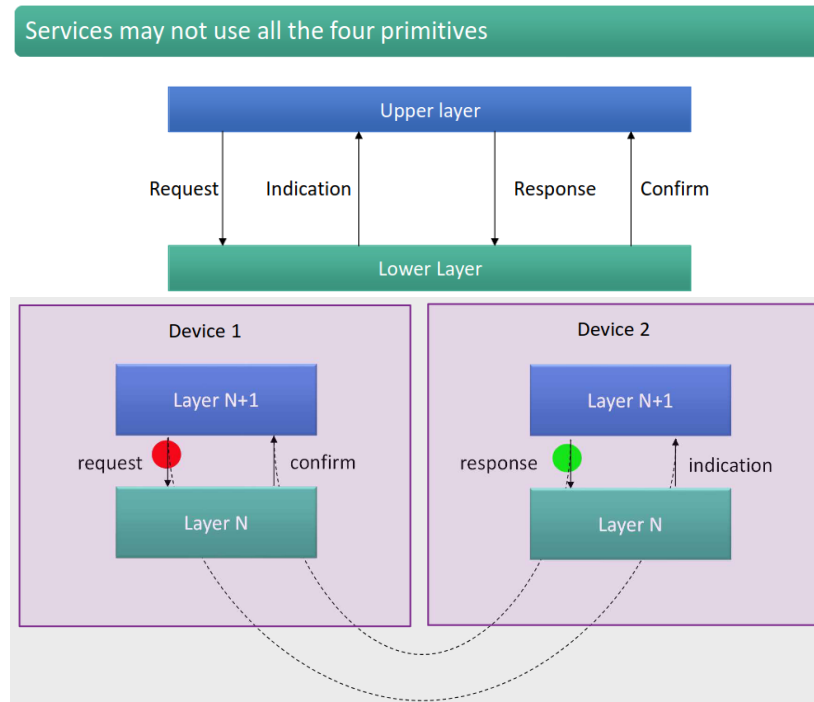 Services may not use all the four primitives
Upper layer
Request
Indication
Response
Confirm
Lower Layer
Device 1
Layer N+1
request
confirm
Layer N
Device 2
Layer N+1
response
indication
Layer N